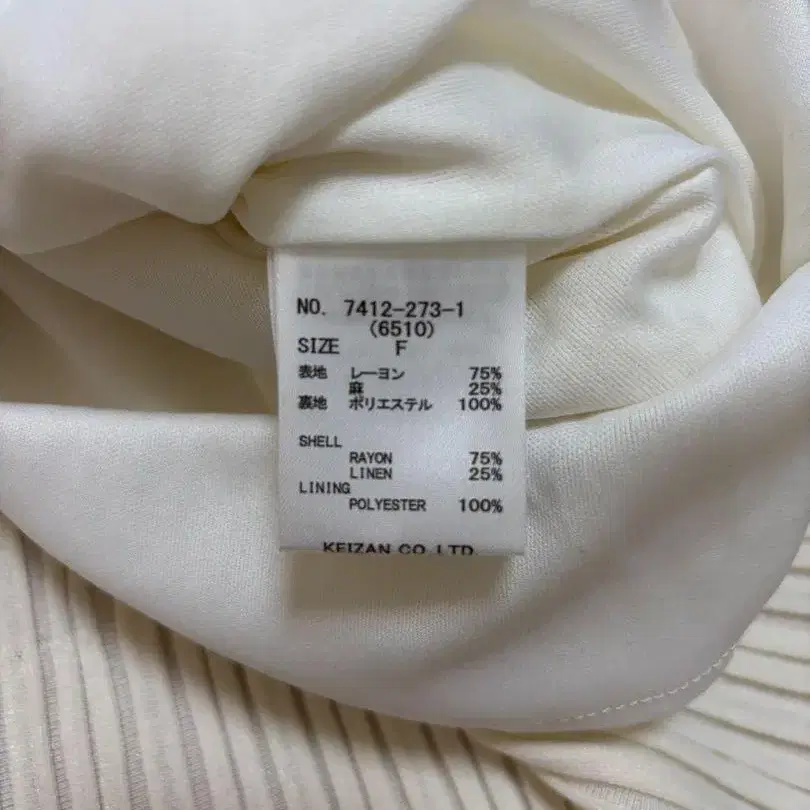 NO. 7412-273-1
(6510)
SIZE F
表地 レーヨン 75%
麻 25%
裏地 ポリエステル 100%
SHELL
RAYON 75%
LINEN 25%
LINING
POLYESTER 100%
KEIZAN CO.,LTD.